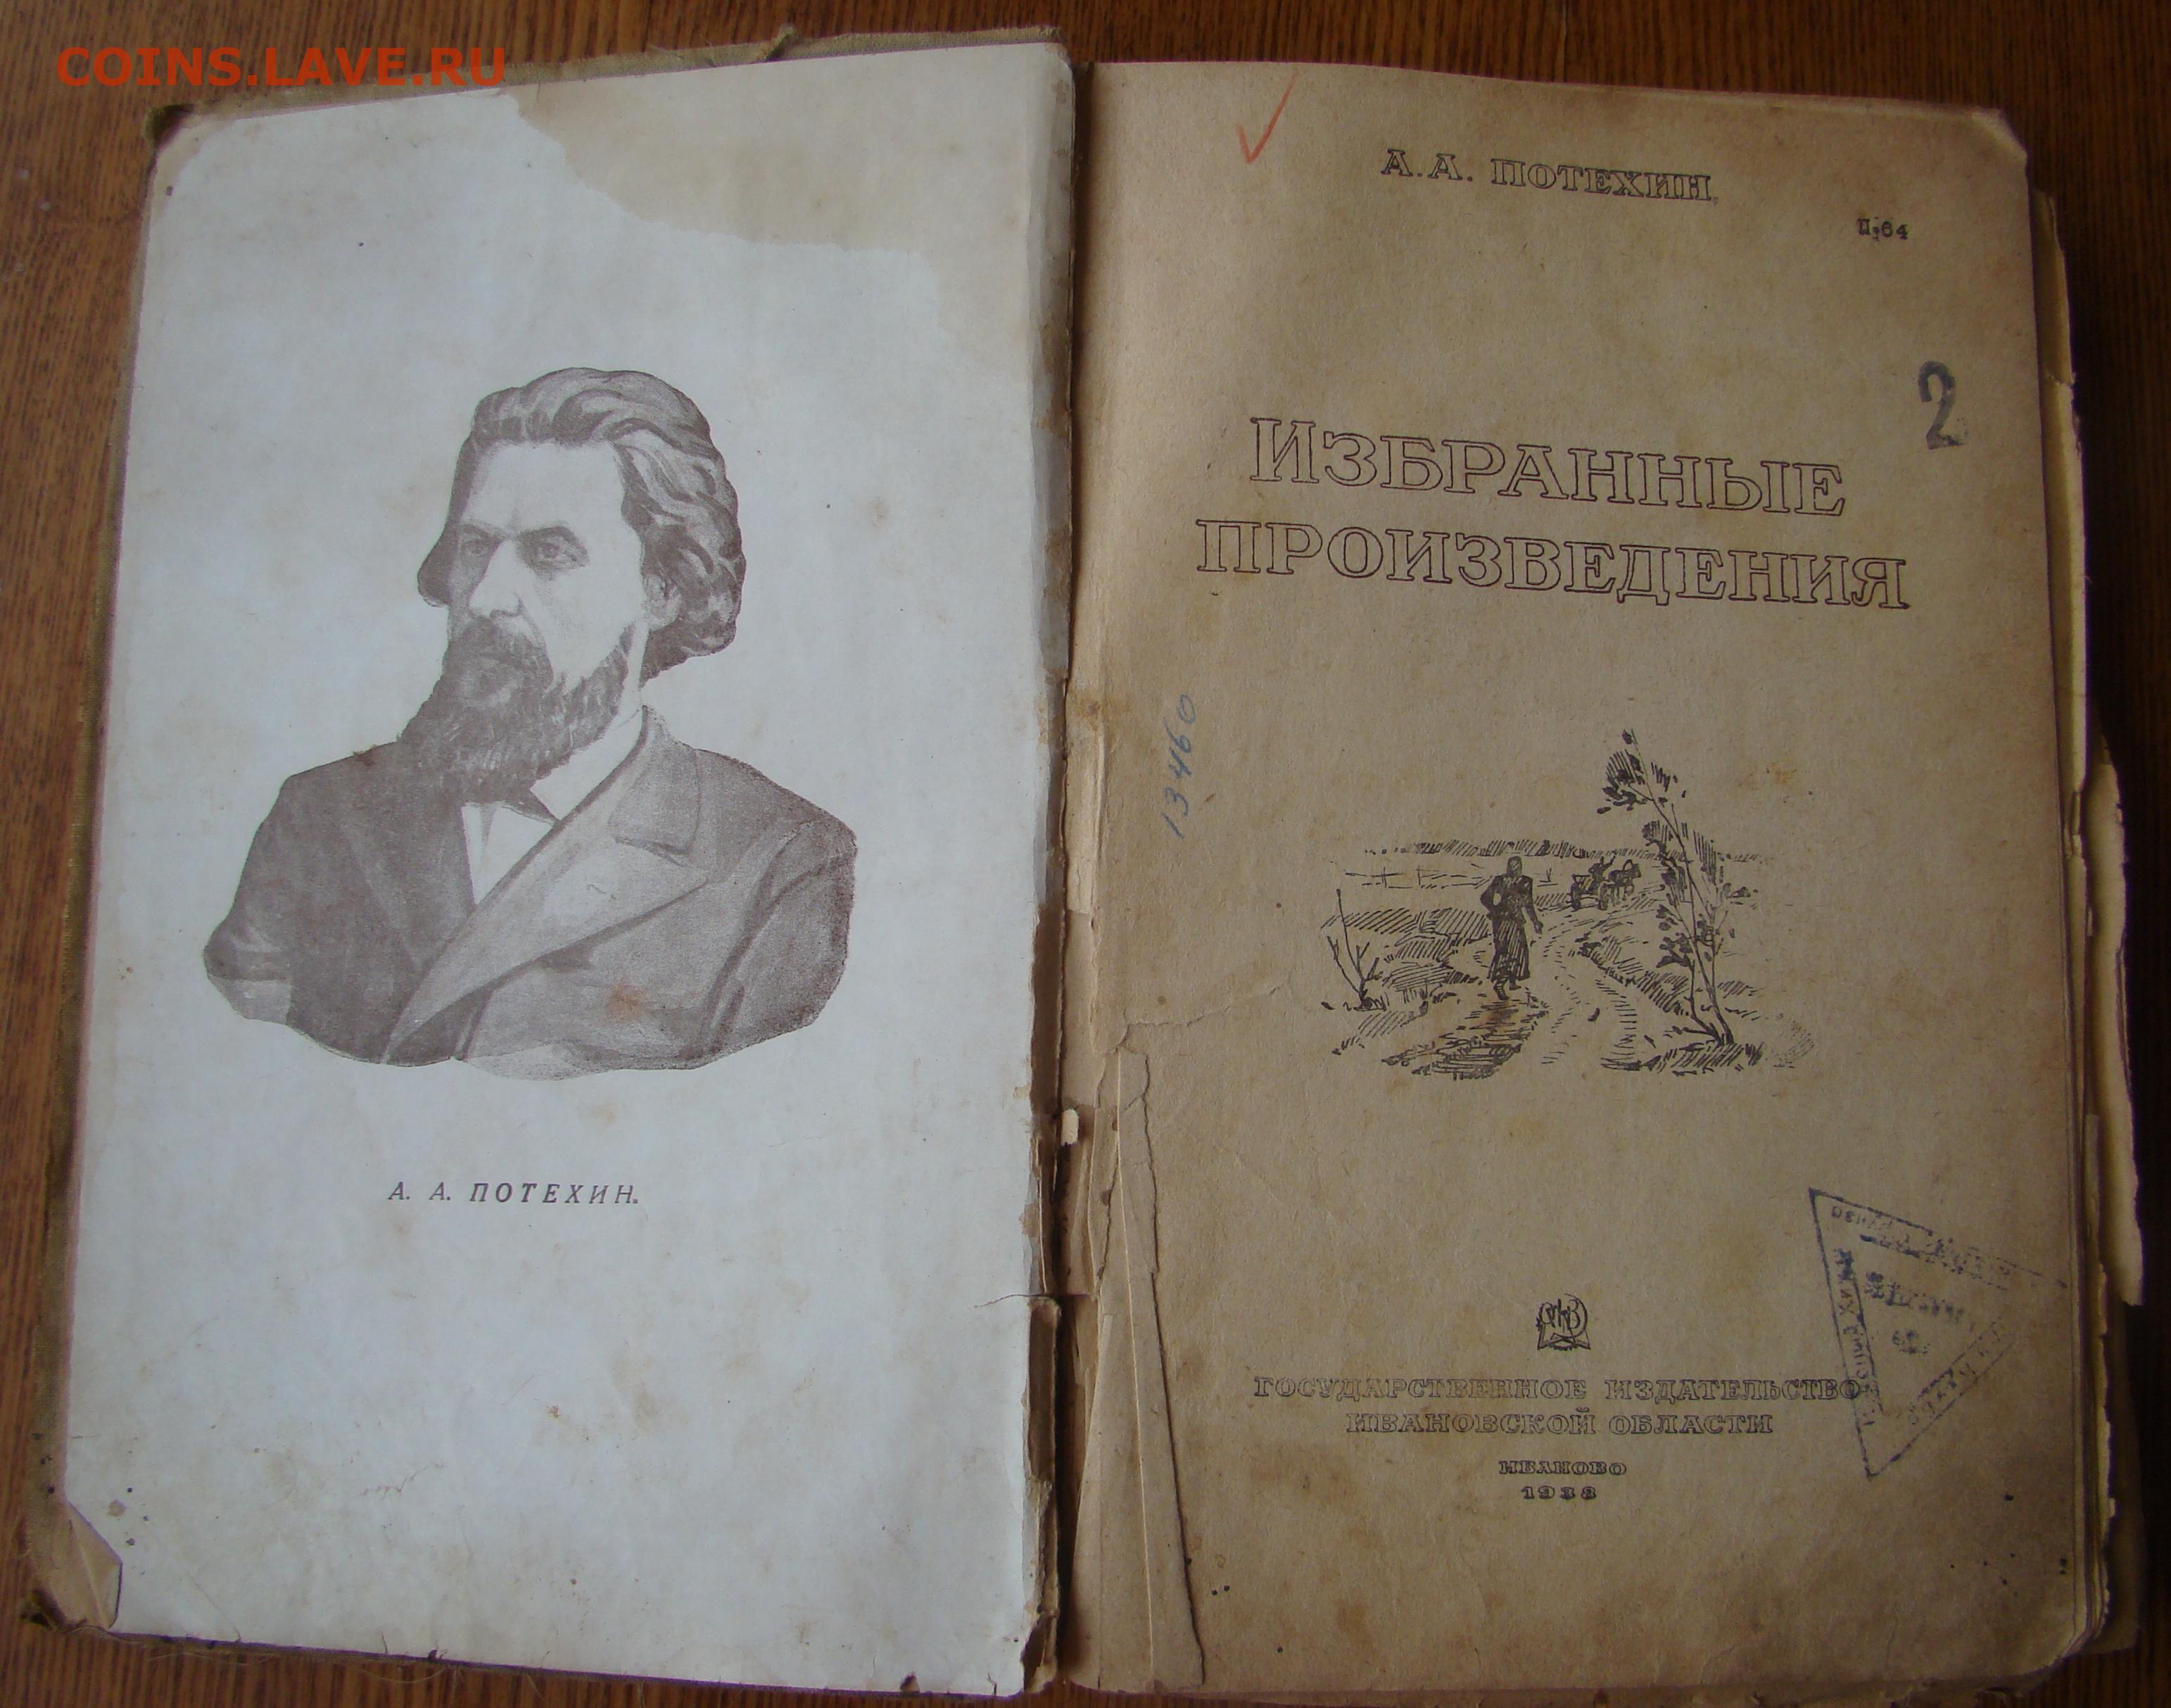 COINS.LAVE.RU
А. А. ПОТЕХИН.
А. А. ПОТЕХИН
П-64
2
ИЗБРАННЫЕ
ПРОИЗВЕДЕНИЯ
13460
ГОСУДАРСТВЕННОЕ ИЗДАТЕЛЬСТВО
ИВАНОВСКОЙ ОБЛАСТИ
ИВАНОВО
1938